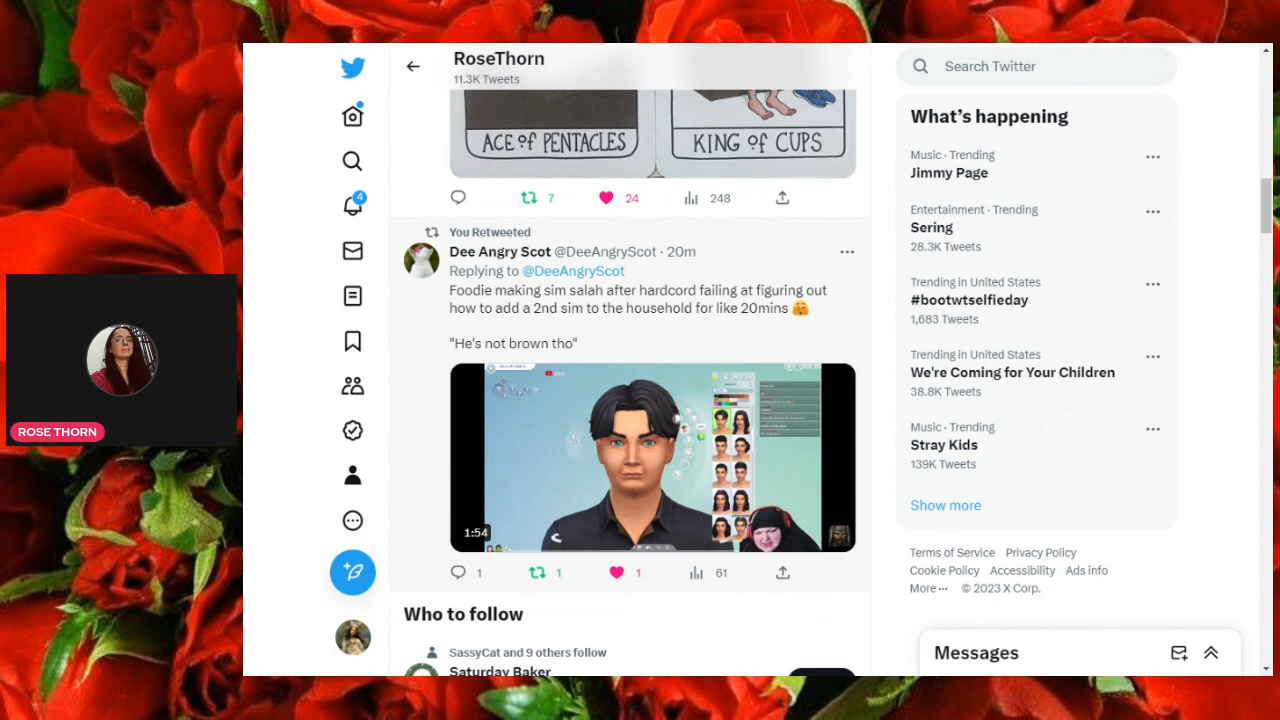 RoseThorn
11.3K Tweets
ACE of PENTACLES
KING of CUPS
7
24
248
You Retweeted
Dee Angry Scot @DeeAngryScot · 20m
Replying to @DeeAngryScot
Foodie making sim salah after hardcord failing at figuring out
how to add a 2nd sim to the household for like 20mins 🤗
"He's not brown tho"
1:54
1
1
1
61
Who to follow
SassyCat and 9 others follow
Saturday Baker
4
ROSE THORN
Search Twitter
What's happening
Music · Trending
Jimmy Page
Entertainment · Trending
Sering
28.3K Tweets
Trending in United States
#bootwtselfieday
1,683 Tweets
Trending in United States
We're Coming for Your Children
38.8K Tweets
Music · Trending
Stray Kids
139K Tweets
Show more
Terms of Service Privacy Policy
Cookie Policy Accessibility Ads info
More ··· © 2023 X Corp.
Messages